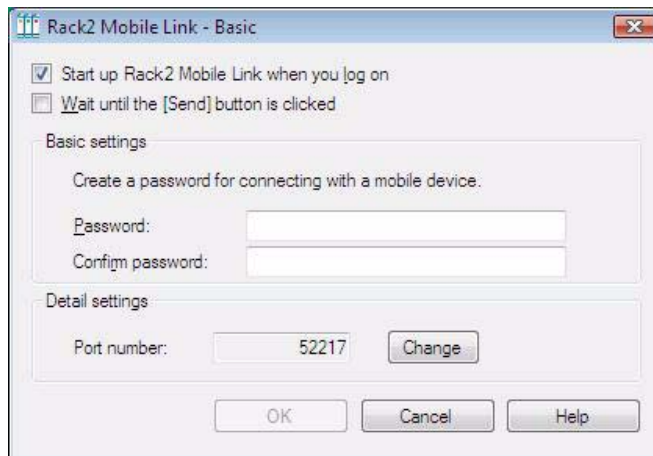 Rack2 Mobile Link - Basic
Start up Rack2 Mobile Link when you log on
Wait until the [Send] button is clicked
Basic settings
Create a password for connecting with a mobile device.
Password:
Confirm password:
Detail settings
Port number: 52217 Change
OK Cancel Help